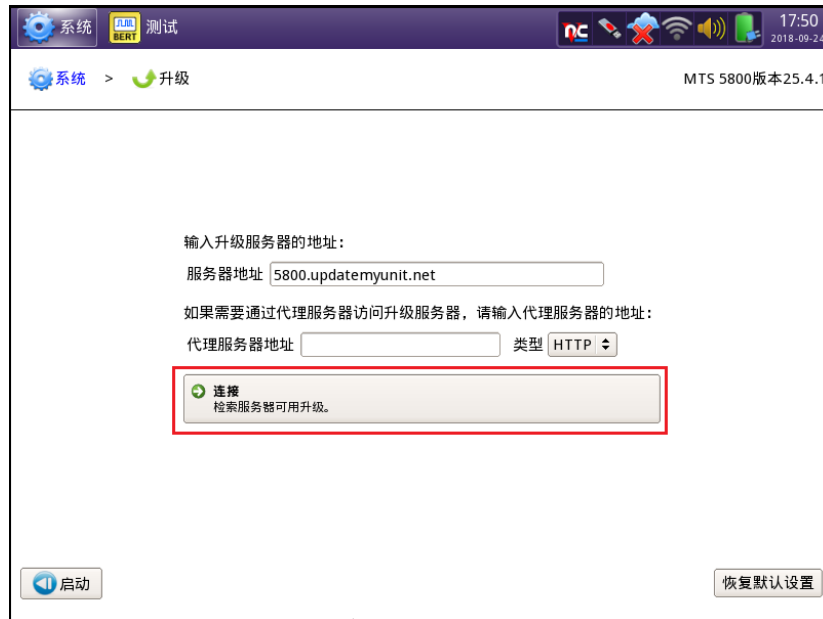 系统 BERT 测试 17:50
2018-09-24
系统 > 升级 MTS 5800版本25.4.1
输入升级服务器的地址:
服务器地址 5800.updatemyunit.net
如果需要通过代理服务器访问升级服务器，请输入代理服务器的地址:
代理服务器地址 类型 HTTP
连接
检索服务器可用升级。
启动 恢复默认设置